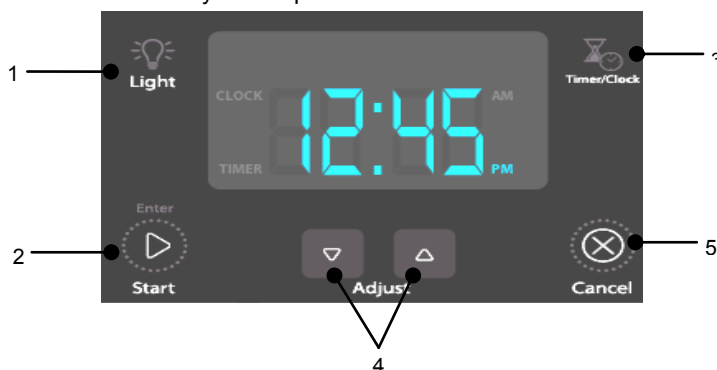 1
Light
Timer/Clock
CLOCK
AM
12:45
TIMER
PM
Enter
2
Start
Adjust
Cancel
5
4